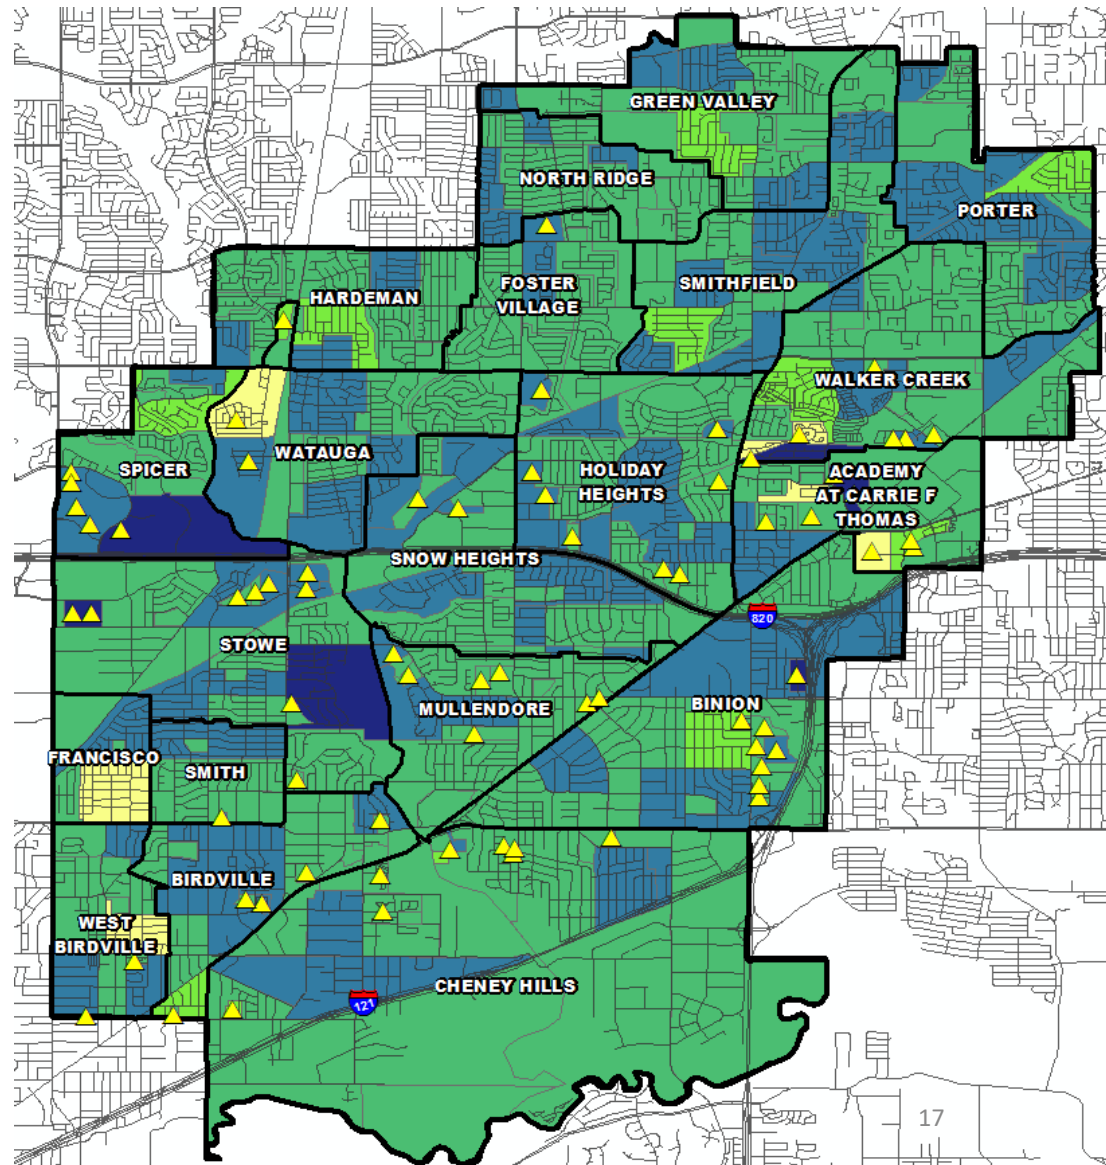 GREEN VALLEY
NORTH RIDGE
PORTER
FOSTER
VILLAGE
SMITHFIELD
HARDEMAN
WALKER CREEK
WATAUGA
SPICER
HOLIDAY
HEIGHTS
ACADEMY
AT CARRIE F
THOMAS
SNOW HEIGHTS
820
STOWE
BINION
MULLENDORE
FRANCISCO
SMITH
BIRDVILLE
WEST
BIRDVILLE
CHENEY HILLS
121
17